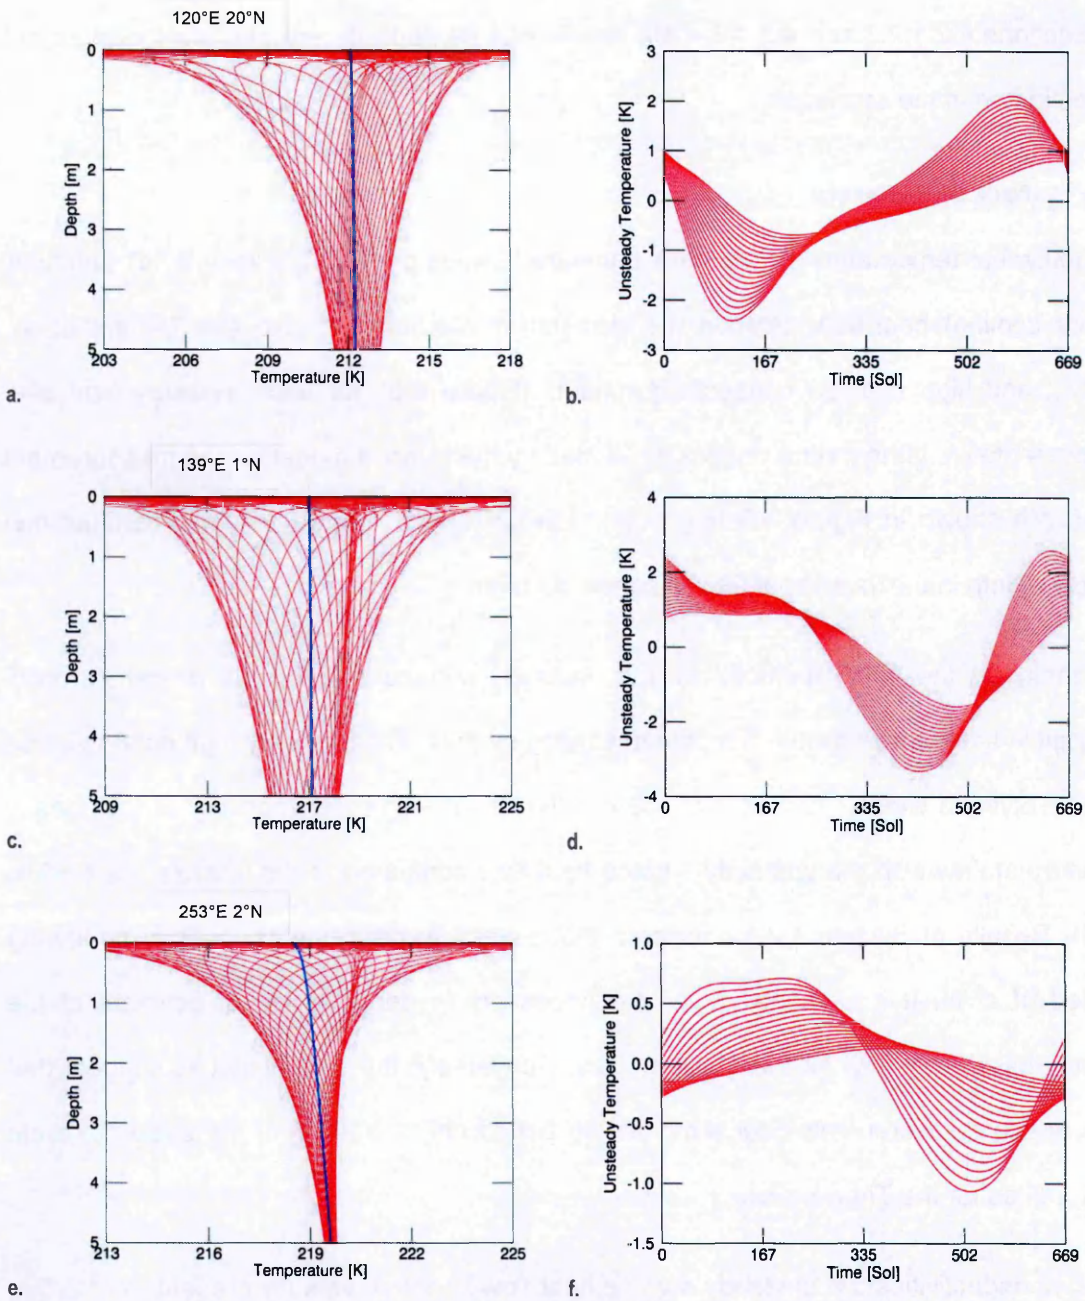 120°E 20°N
0
1
2
3
4
5
Depth [m]
203 206 209 212 215 218
Temperature [K]
a.
3
2
1
0
-1
-2
-3
Unsteady Temperature [K]
0 167 335 502 669
Time [Sol]
b.
139°E 1°N
0
1
2
3
4
5
Depth [m]
209 213 217 221 225
Temperature [K]
c.
4
2
0
-2
-4
Unsteady Temperature [K]
0 167 335 502 669
Time [Sol]
d.
253°E 2°N
0
1
2
3
4
5
Depth [m]
213 216 219 222 225
Temperature [K]
e.
1.0
0.5
0.0
-0.5
-1.0
-1.5
Unsteady Temperature [K]
0 167 335 502 669
Time [Sol]
f.